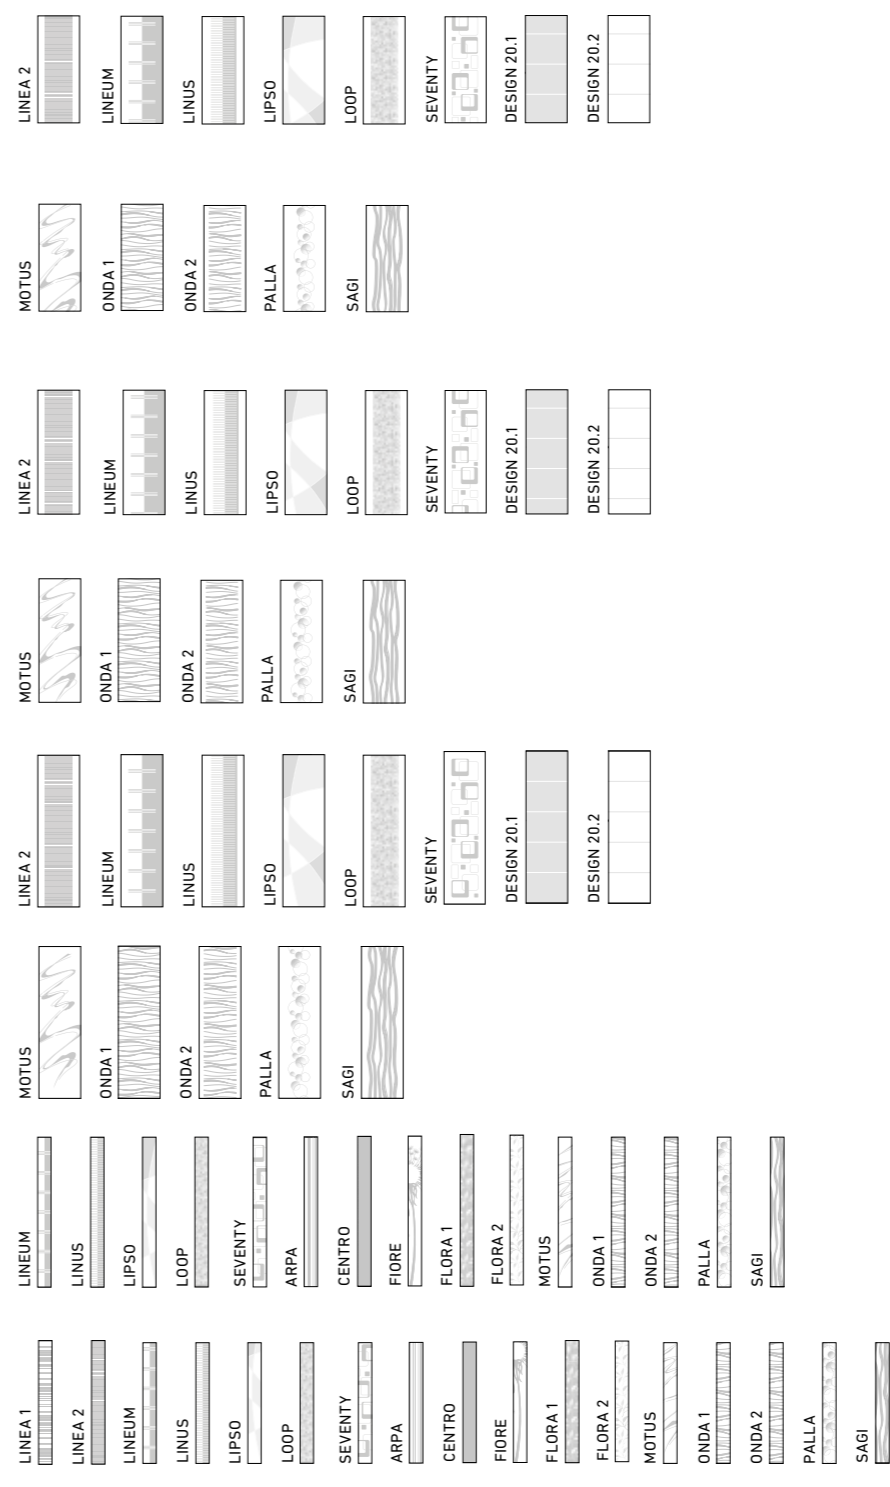 LINEA 2
LINEUM
LINUS
LIPSO
LOOP
SEVENTY
DESIGN 20.1
DESIGN 20.2
MOTUS
ONDA 1
ONDA 2
PALLA
SAGI
LINEA 2
LINEUM
LINUS
LIPSO
LOOP
SEVENTY
DESIGN 20.1
DESIGN 20.2
MOTUS
ONDA 1
ONDA 2
PALLA
SAGI
LINEA 2
LINEUM
LINUS
LIPSO
LOOP
SEVENTY
DESIGN 20.1
DESIGN 20.2
MOTUS
ONDA 1
ONDA 2
PALLA
SAGI
LINEUM
LINUS
LIPSO
LOOP
SEVENTY
ARPA
CENTRO
FIORE
FLORA 1
FLORA 2
MOTUS
ONDA 1
ONDA 2
PALLA
SAGI
LINEA 1
LINEA 2
LINEUM
LINUS
LIPSO
LOOP
SEVENTY
ARPA
CENTRO
FIORE
FLORA 1
FLORA 2
MOTUS
ONDA 1
ONDA 2
PALLA
SAGI